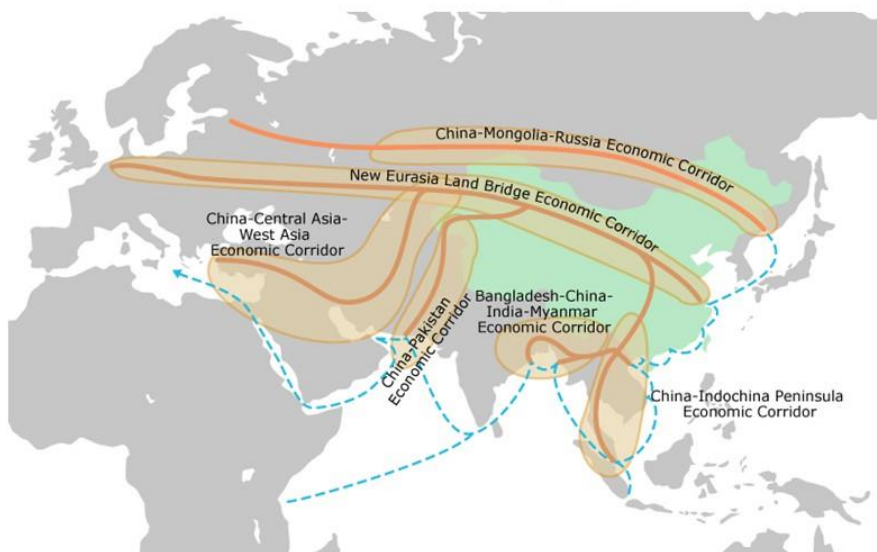 China-Mongolia-Russia Economic Corridor
New Eurasia Land Bridge Economic Corridor
China-Central Asia-
West Asia
Economic Corridor
China-Pakistan
Economic Corridor
Bangladesh-China-
India-Myanmar
Economic Corridor
China-Indochina Peninsula
Economic Corridor